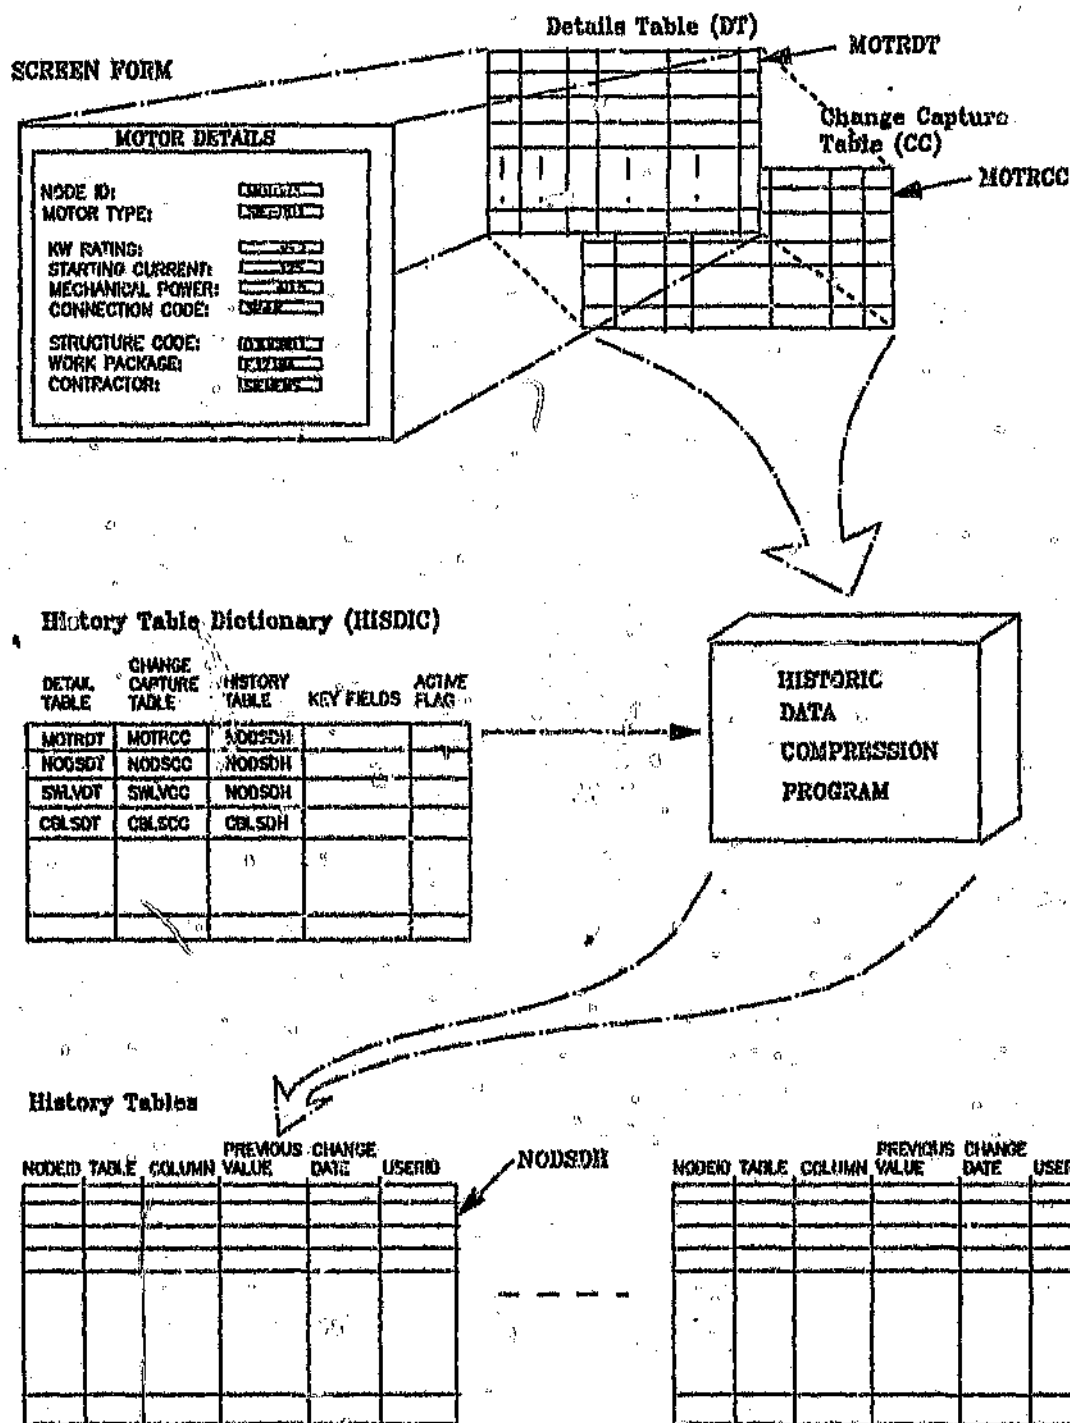 Details Table (DT)
MOTRDT
SCREEN FORM
Change Capture
Table (CC)
MOTRCC
MOTOR DETAILS
NODE ID:
MOTOR TYPE:
KW RATING:
STARTING CURRENT:
MECHANICAL POWER:
CONNECTION CODE:
STRUCTURE CODE:
WORK PACKAGE:
CONTRACTOR: SIEMENS
History Table Dictionary (HISDIC)
DETAIL TABLE
CHANGE CAPTURE TABLE
HISTORY TABLE
KEY FIELDS
ACTIVE FLAG
MOTRDT MOTRCC NODSDH
NODSDT NODSCC NODSDH
SWLVDT SWLVCC NODSDH
CBLSDT CBLSCC CBLSDH
HISTORIC
DATA
COMPRESSION
PROGRAM
History Tables
NODEID TABLE COLUMN PREVIOUS VALUE CHANGE DATE USERID
NODSDH
NODEID TABLE COLUMN PREVIOUS VALUE CHANGE DATE USER